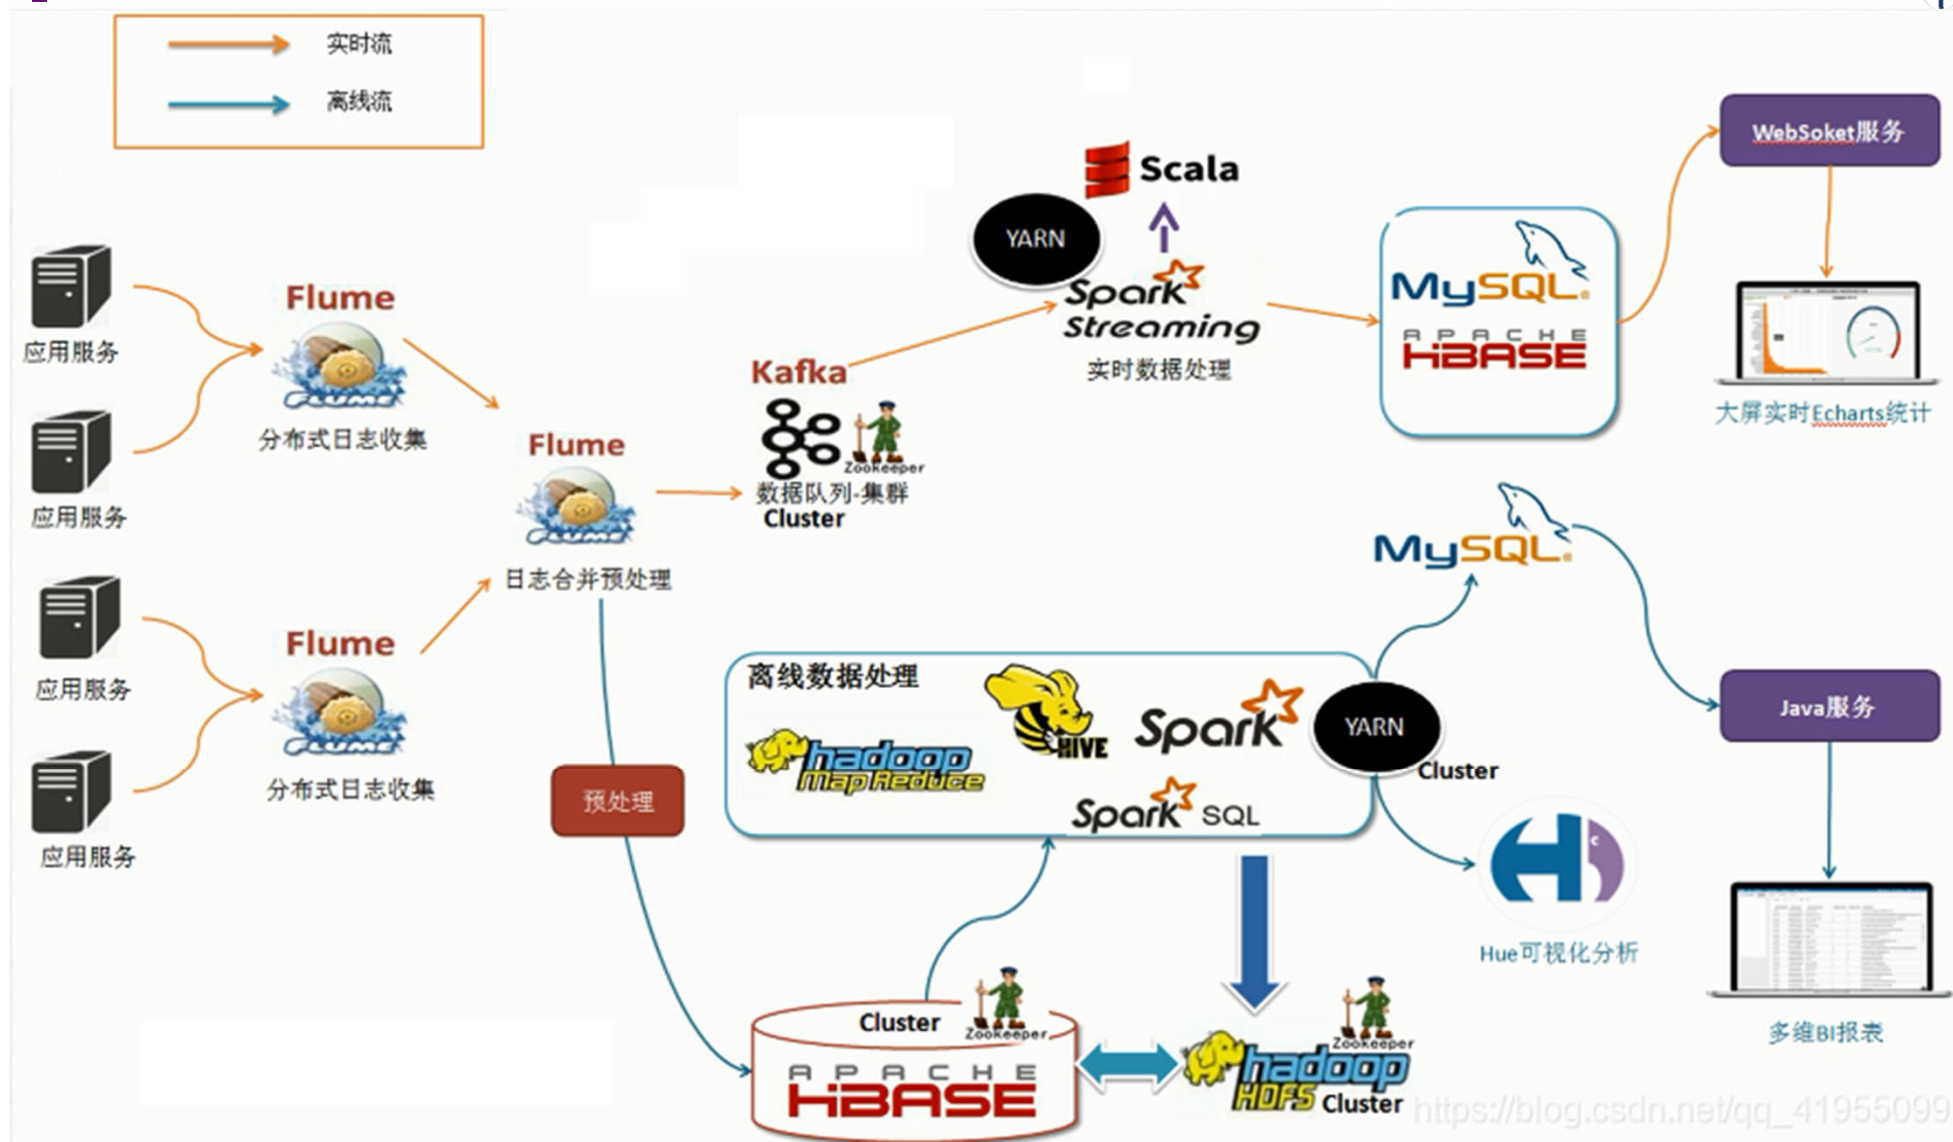 实时流
离线流
应用服务
应用服务
应用服务
应用服务
Flume
FLUME
分布式日志收集
Flume
FLUME
分布式日志收集
Flume
FLUME
日志合并预处理
Kafka
Zookeeper
数据队列-集群
Cluster
YARN
Scala
Spark
Streaming
实时数据处理
MySQL
APACHE
HBASE
WebSoket服务
大屏实时Echarts统计
预处理
离线数据处理
hadoop
MapReduce
HIVE
Spark
Spark SQL
YARN
Cluster
MySQL
Java服务
Hue可视化分析
多维BI报表
Cluster
Zookeeper
APACHE
HBASE
Zookeeper
hadoop
HDFS Cluster
https://blog.csdn.net/qq_41955099